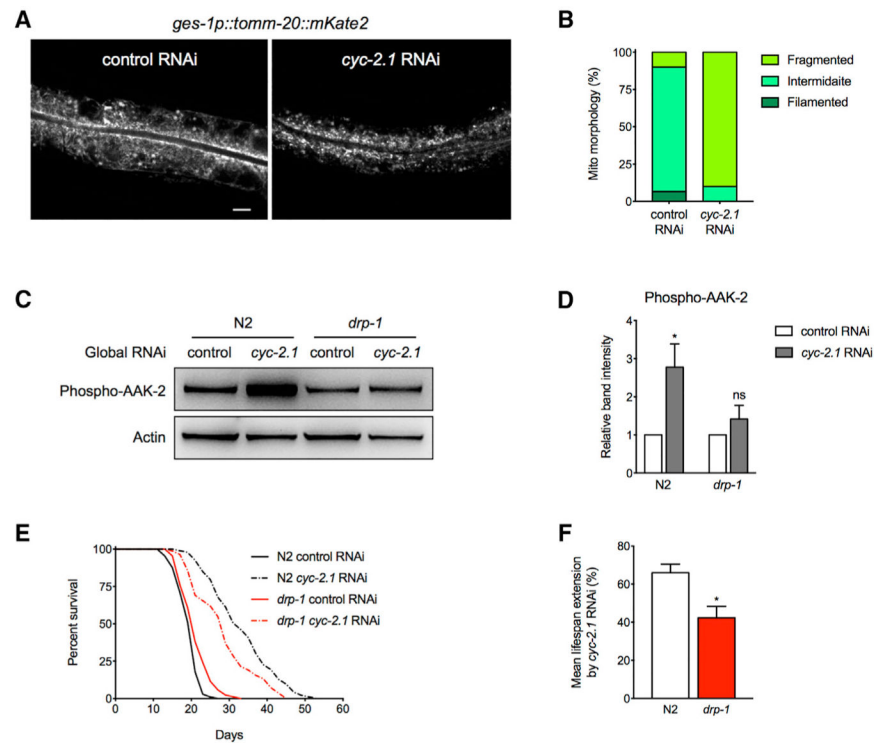 A
ges-1p::tomm-20::mKate2
control RNAi
cyc-2.1 RNAi
B
Mito morphology (%)
100
75
50
25
0
control
RNAi
cyc-2.1
RNAi
Fragmented
Intermidaite
Filamented
C
N2
drp-1
Global RNAi
control
cyc-2.1
control
cyc-2.1
Phospho-AAK-2
Actin
D
Phospho-AAK-2
Relative band intensity
4
3
2
1
0
*
ns
N2
drp-1
control RNAi
cyc-2.1 RNAi
E
Percent survival
100
75
50
25
0
0 10 20 30 40 50 60
Days
N2 control RNAi
N2 cyc-2.1 RNAi
drp-1 control RNAi
drp-1 cyc-2.1 RNAi
F
Mean lifespan extension
by cyc-2.1 RNAi (%)
80
60
40
20
0
*
N2
drp-1